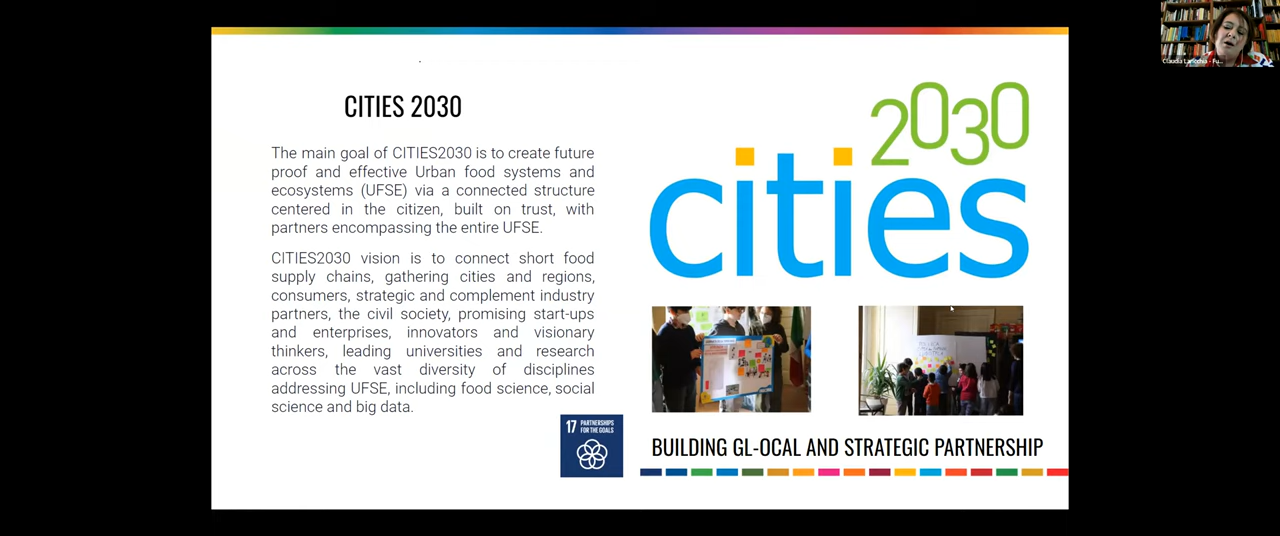 Claudia Laricchia - Fu...
CITIES 2030
The main goal of CITIES2030 is to create future
proof and effective Urban food systems and
ecosystems (UFSE) via a connected structure
centered in the citizen, built on trust, with
partners encompassing the entire UFSE.
CITIES2030 vision is to connect short food
supply chains, gathering cities and regions,
consumers, strategic and complement industry
partners, the civil society, promising start-ups
and enterprises, innovators and visionary
thinkers, leading universities and research
across the vast diversity of disciplines
addressing UFSE, including food science, social
science and big data.
2030
cities
17 PARTNERSHIPS
FOR THE GOALS
BUILDING GL-OCAL AND STRATEGIC PARTNERSHIP